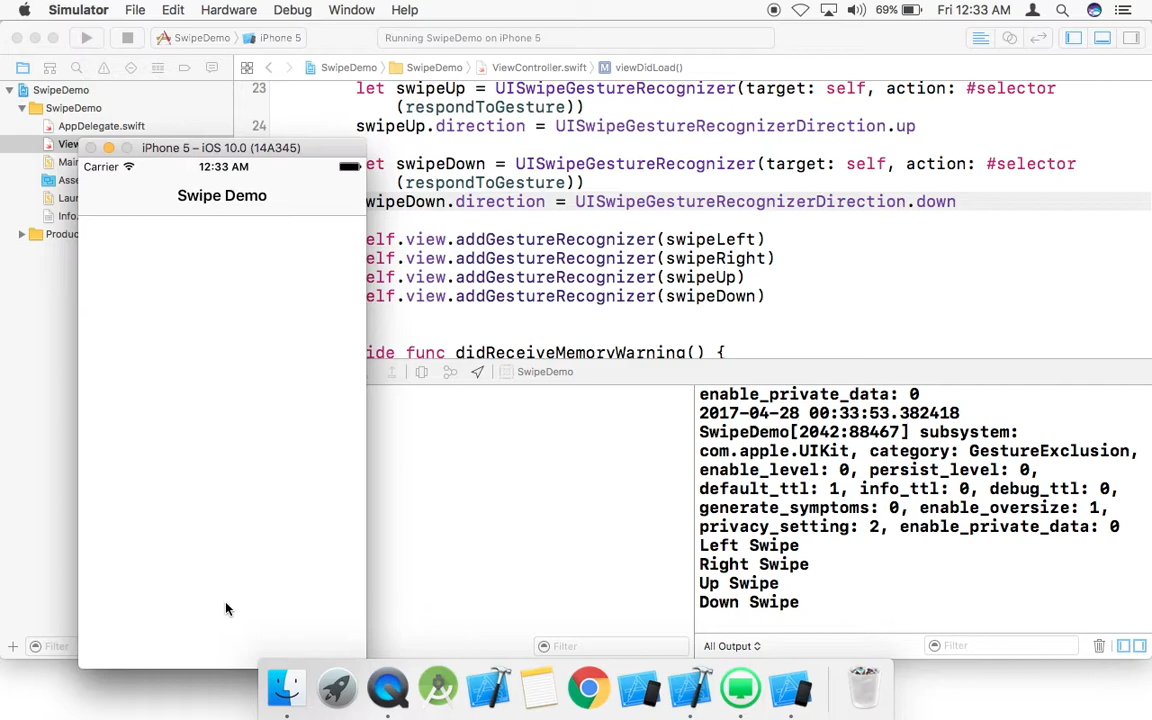 Simulator File Edit Hardware Debug Window Help 69% Fri 12:33 AM
SwipeDemo iPhone 5 Running SwipeDemo on iPhone 5
SwipeDemo SwipeDemo ViewController.swift M viewDidLoad()
SwipeDemo
SwipeDemo
AppDelegate.swift
View
Main
Asse
Laun
Info.
Produc
iPhone 5 – iOS 10.0 (14A345)
Carrier 12:33 AM
Swipe Demo
23 let swipeUp = UISwipeGestureRecognizer(target: self, action: #selector
(respondToGesture))
24 swipeUp.direction = UISwipeGestureRecognizerDirection.up
et swipeDown = UISwipeGestureRecognizer(target: self, action: #selector
(respondToGesture))
wipeDown.direction = UISwipeGestureRecognizerDirection.down
elf.view.addGestureRecognizer(swipeLeft)
elf.view.addGestureRecognizer(swipeRight)
elf.view.addGestureRecognizer(swipeUp)
elf.view.addGestureRecognizer(swipeDown)
ide func didReceiveMemoryWarning() {
SwipeDemo
enable_private_data: 0
2017-04-28 00:33:53.382418
SwipeDemo[2042:88467] subsystem:
com.apple.UIKit, category: GestureExclusion,
enable_level: 0, persist_level: 0,
default_ttl: 1, info_ttl: 0, debug_ttl: 0,
generate_symptoms: 0, enable_oversize: 1,
privacy_setting: 2, enable_private_data: 0
Left Swipe
Right Swipe
Up Swipe
Down Swipe
Filter Filter All Output Filter